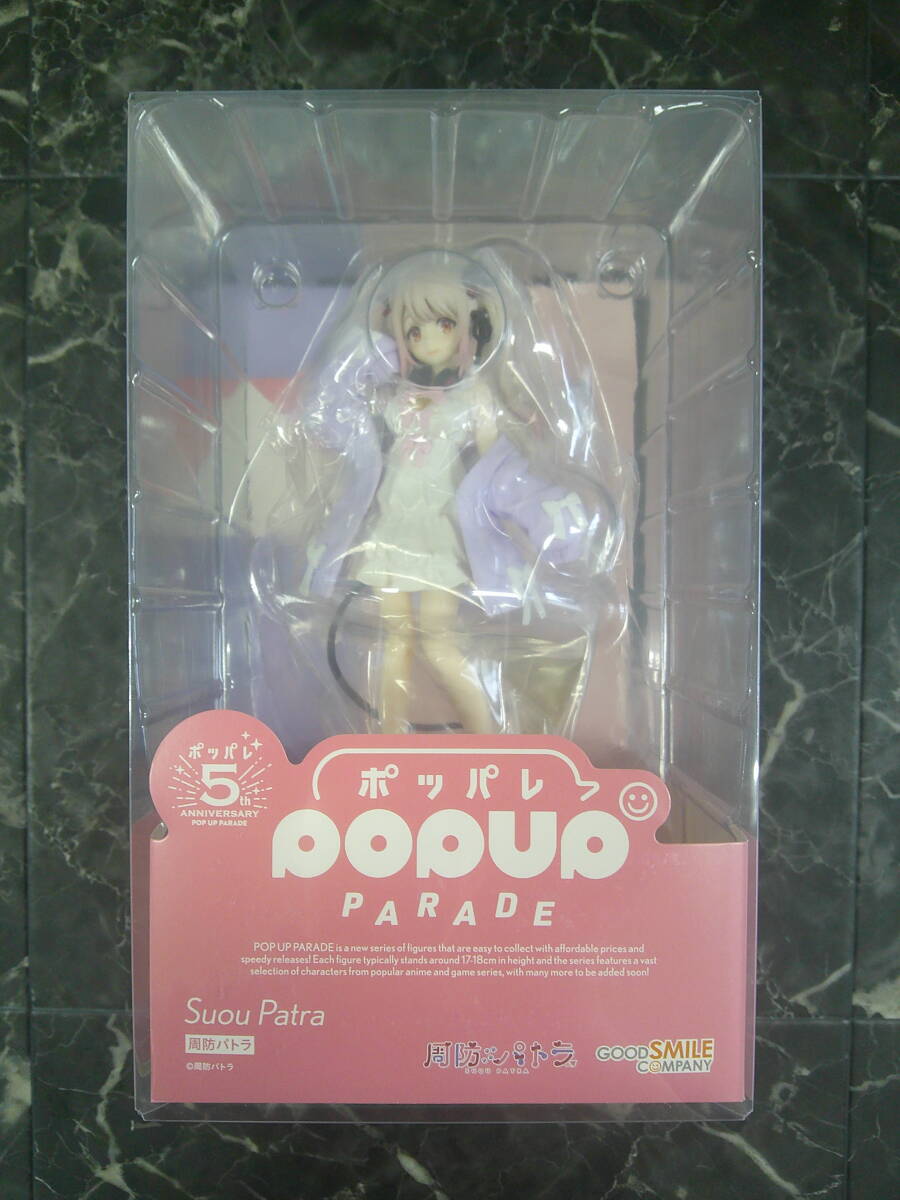 ポッパレ
5th
ANNIVERSARY
POP UP PARADE
ポッパレ
POPUP
PARADE
POP UP PARADE is a new series of figures that are easy to collect with affordable prices and
speedy releases! Each figure typically stands around 17-18cm in height and the series features a vast
selection of characters from popular anime and game series, with many more to be added soon!
Suou Patra
周防パトラ
©周防パトラ
周防パトラ
SUOU PATRA
GOOD SMILE
COMPANY